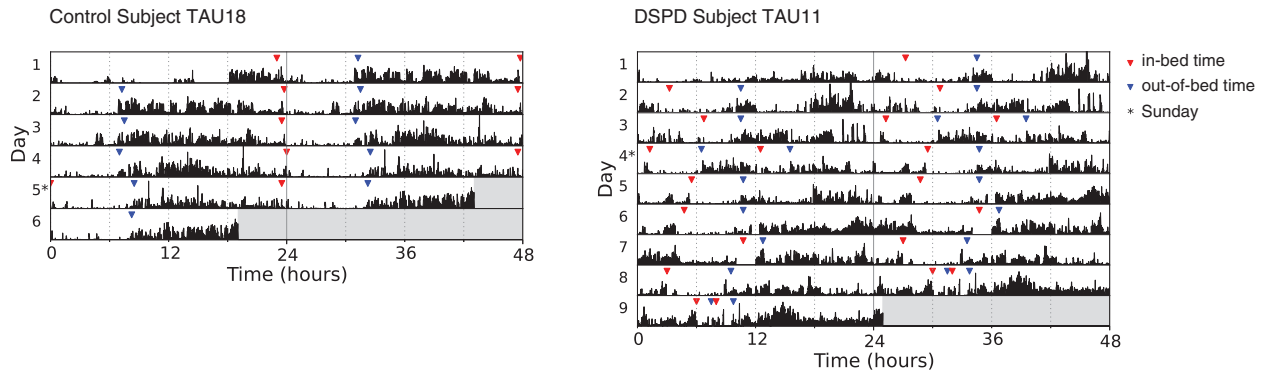 Control Subject TAU18
DSPD Subject TAU11
Day
1
2
3
4
5*
6
0 12 24 36 48
Time (hours)
Day
1
2
3
4*
5
6
7
8
9
0 12 24 36 48
Time (hours)
in-bed time
out-of-bed time
* Sunday